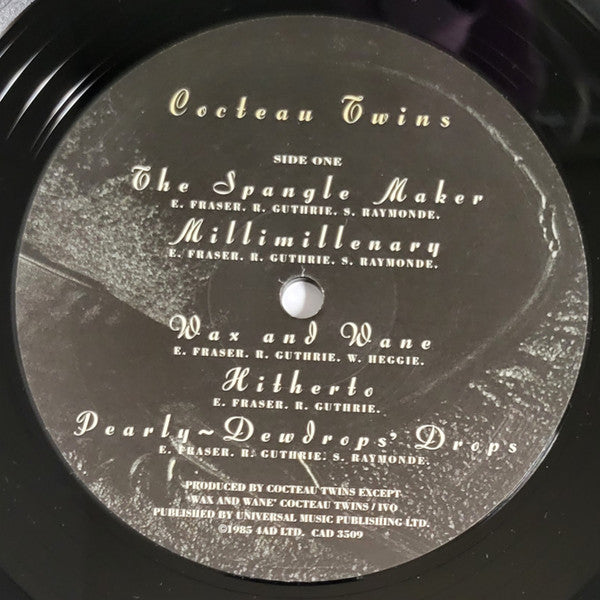 Cocteau Twins
SIDE ONE
The Spangle Maker
E. FRASER. R. GUTHRIE. S. RAYMONDE.
Millimillenary
E. FRASER. R. GUTHRIE. S. RAYMONDE.
Wax and Wane
E. FRASER. R. GUTHRIE. W. HEGGIE.
Hitherto
E. FRASER. R. GUTHRIE.
Pearly~Dewdrops' Drops
E. FRASER. R. GUTHRIE. S. RAYMONDE.
PRODUCED BY COCTEAU TWINS EXCEPT
'WAX AND WANE' COCTEAU TWINS / IVO
PUBLISHED BY UNIVERSAL MUSIC PUBLISHING LTD.
©1985 4AD LTD. CAD 3509